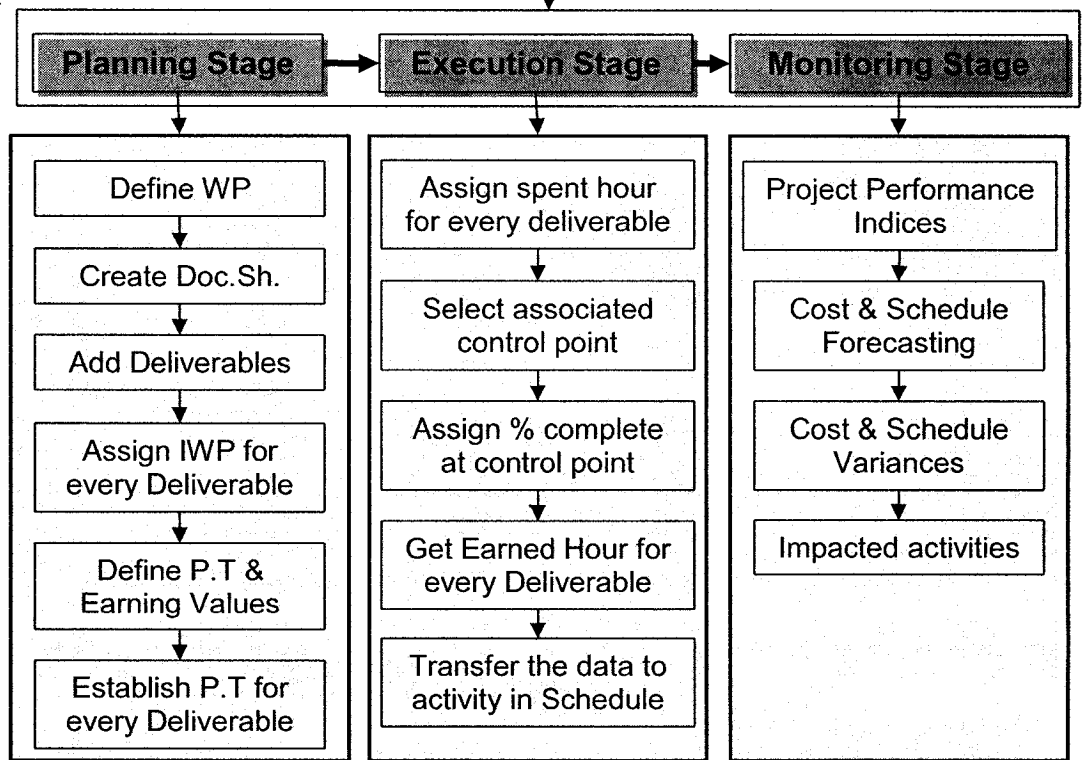 Planning Stage
Execution Stage
Monitoring Stage
Define WP
Create Doc.Sh.
Add Deliverables
Assign IWP for
every Deliverable
Define P.T &
Earning Values
Establish P.T for
every Deliverable
Assign spent hour
for every deliverable
Select associated
control point
Assign % complete
at control point
Get Earned Hour for
every Deliverable
Transfer the data to
activity in Schedule
Project Performance
Indices
Cost & Schedule
Forecasting
Cost & Schedule
Variances
Impacted activities